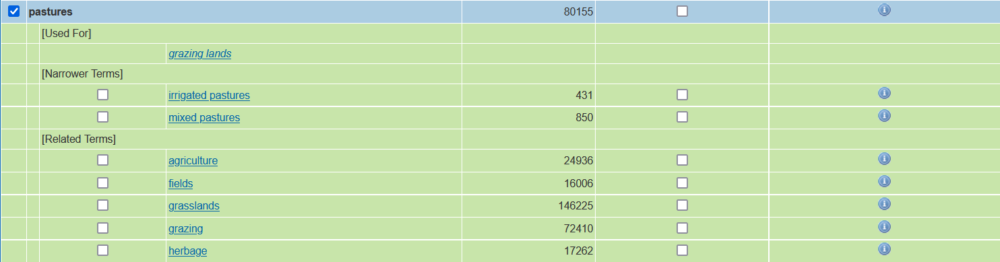 pastures 80155
[Used For]
grazing lands
[Narrower Terms]
irrigated pastures 431
mixed pastures 850
[Related Terms]
agriculture 24936
fields 16006
grasslands 146225
grazing 72410
herbage 17262